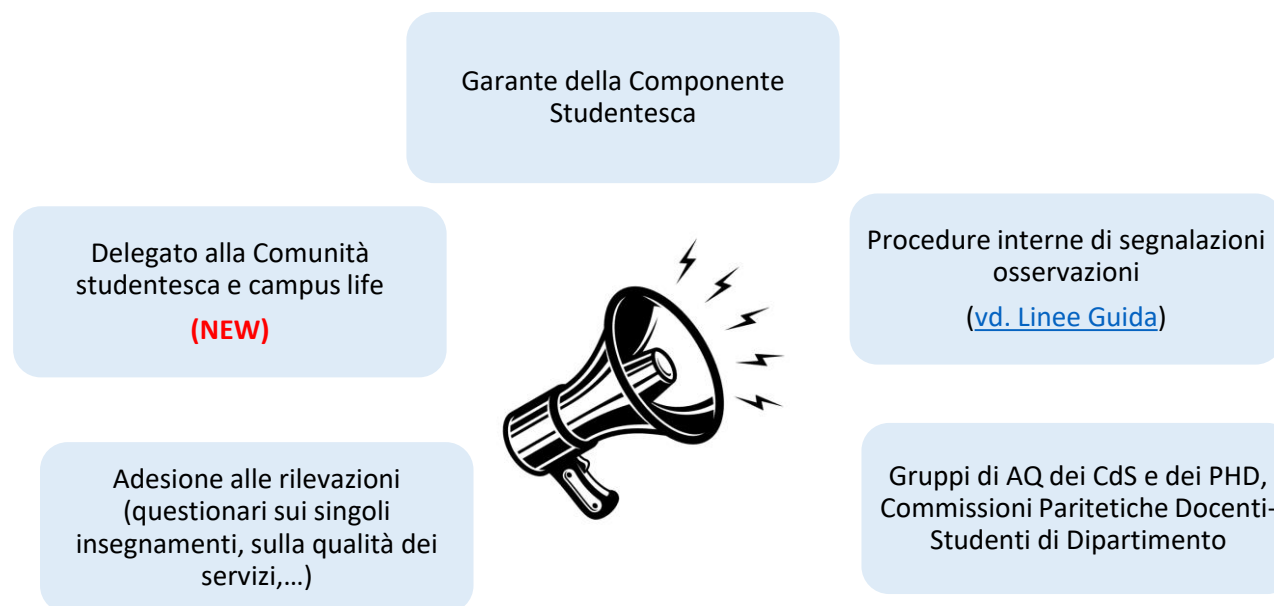 Garante della Componente
Studentesca
Delegato alla Comunità
studentesca e campus life
(NEW)
Procedure interne di segnalazioni
osservazioni
(vd. Linee Guida)
Adesione alle rilevazioni
(questionari sui singoli
insegnamenti, sulla qualità dei
servizi,...)
Gruppi di AQ dei CdS e dei PHD,
Commissioni Paritetiche Docenti-
Studenti di Dipartimento